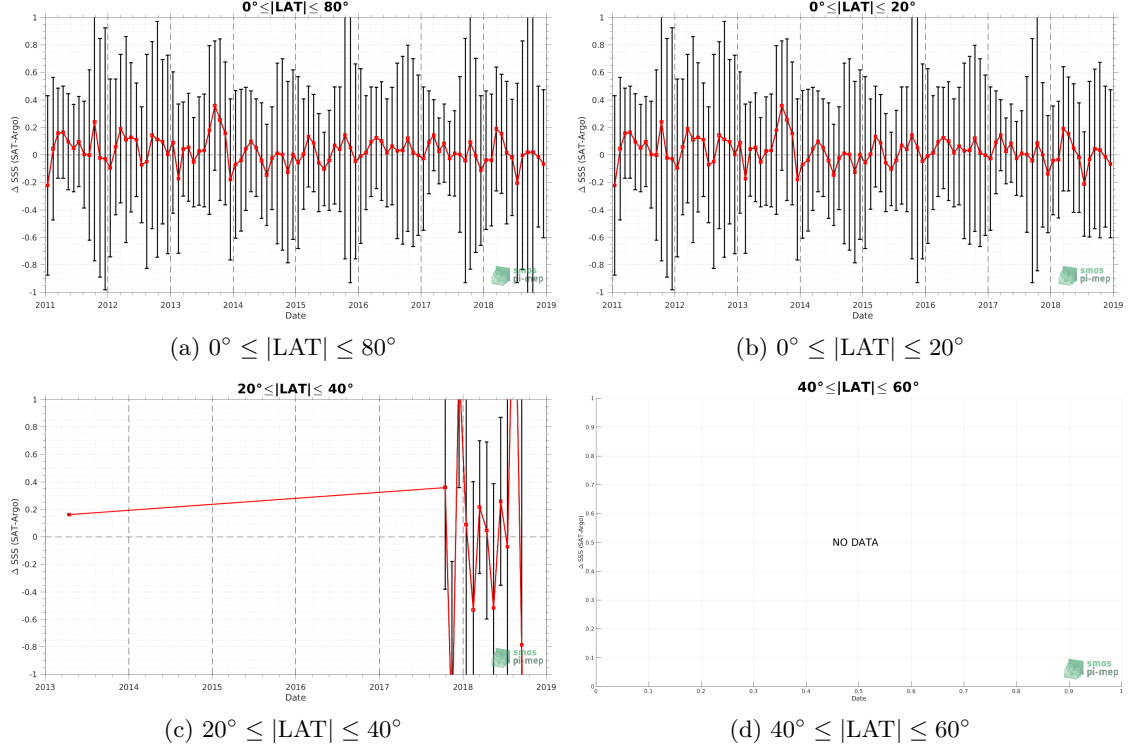 0°≤|LAT|≤ 80°
1
0.8
0.6
0.4
0.2
0
-0.2
-0.4
-0.6
-0.8
-1
Δ SSS (SAT-Argo)
2011 2012 2013 2014 2015 2016 2017 2018 2019
Date
smos
pi-mep
(a) 0° ≤ |LAT| ≤ 80°
0°≤|LAT|≤ 20°
1
0.8
0.6
0.4
0.2
0
-0.2
-0.4
-0.6
-0.8
-1
Δ SSS (SAT-Argo)
2011 2012 2013 2014 2015 2016 2017 2018 2019
Date
smos
pi-mep
(b) 0° ≤ |LAT| ≤ 20°
20°≤|LAT|≤ 40°
1
0.8
0.6
0.4
0.2
0
-0.2
-0.4
-0.6
-0.8
-1
Δ SSS (SAT-Argo)
2013 2014 2015 2016 2017 2018 2019
Date
smos
pi-mep
(c) 20° ≤ |LAT| ≤ 40°
40°≤|LAT|≤ 60°
1
0.9
0.8
0.7
0.6
0.5
0.4
0.3
0.2
0.1
0
Δ SSS (SAT-Argo)
NO DATA
0 0.1 0.2 0.3 0.4 0.5 0.6 0.7 0.8 0.9 1
Date
smos
pi-mep
(d) 40° ≤ |LAT| ≤ 60°